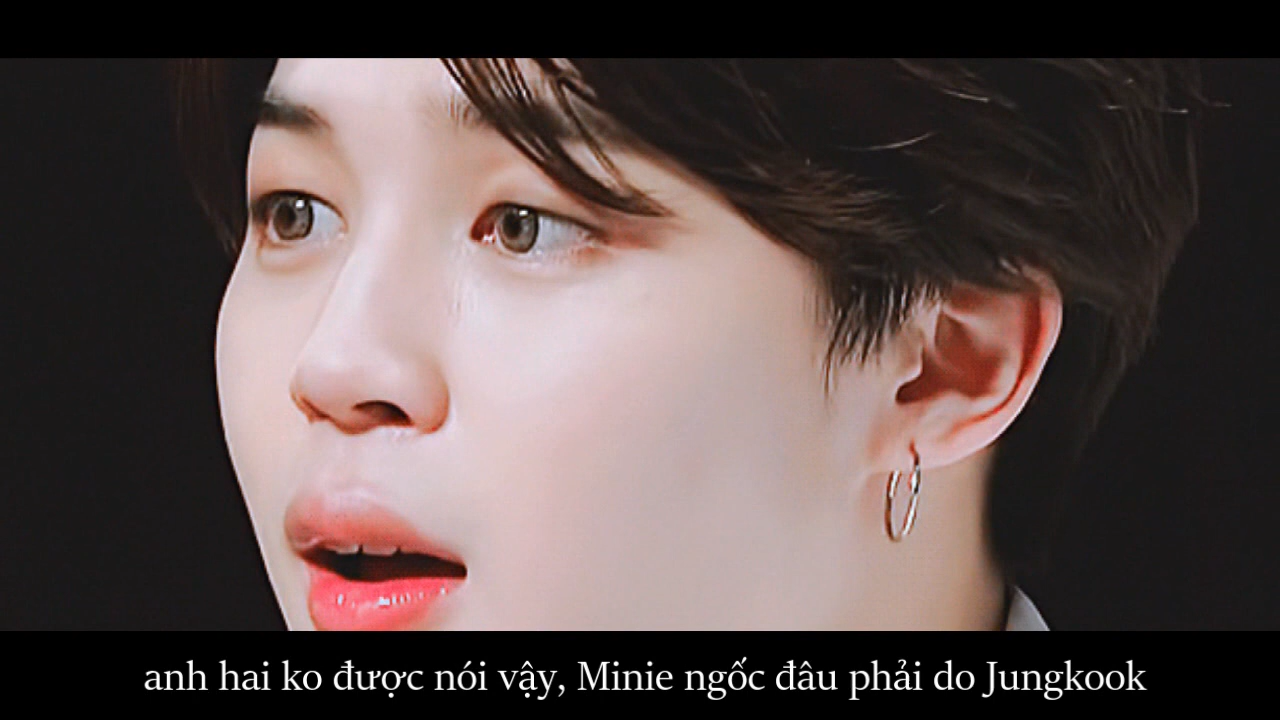 anh hai ko được nói vậy, Minie ngốc đâu phải do Jungkook